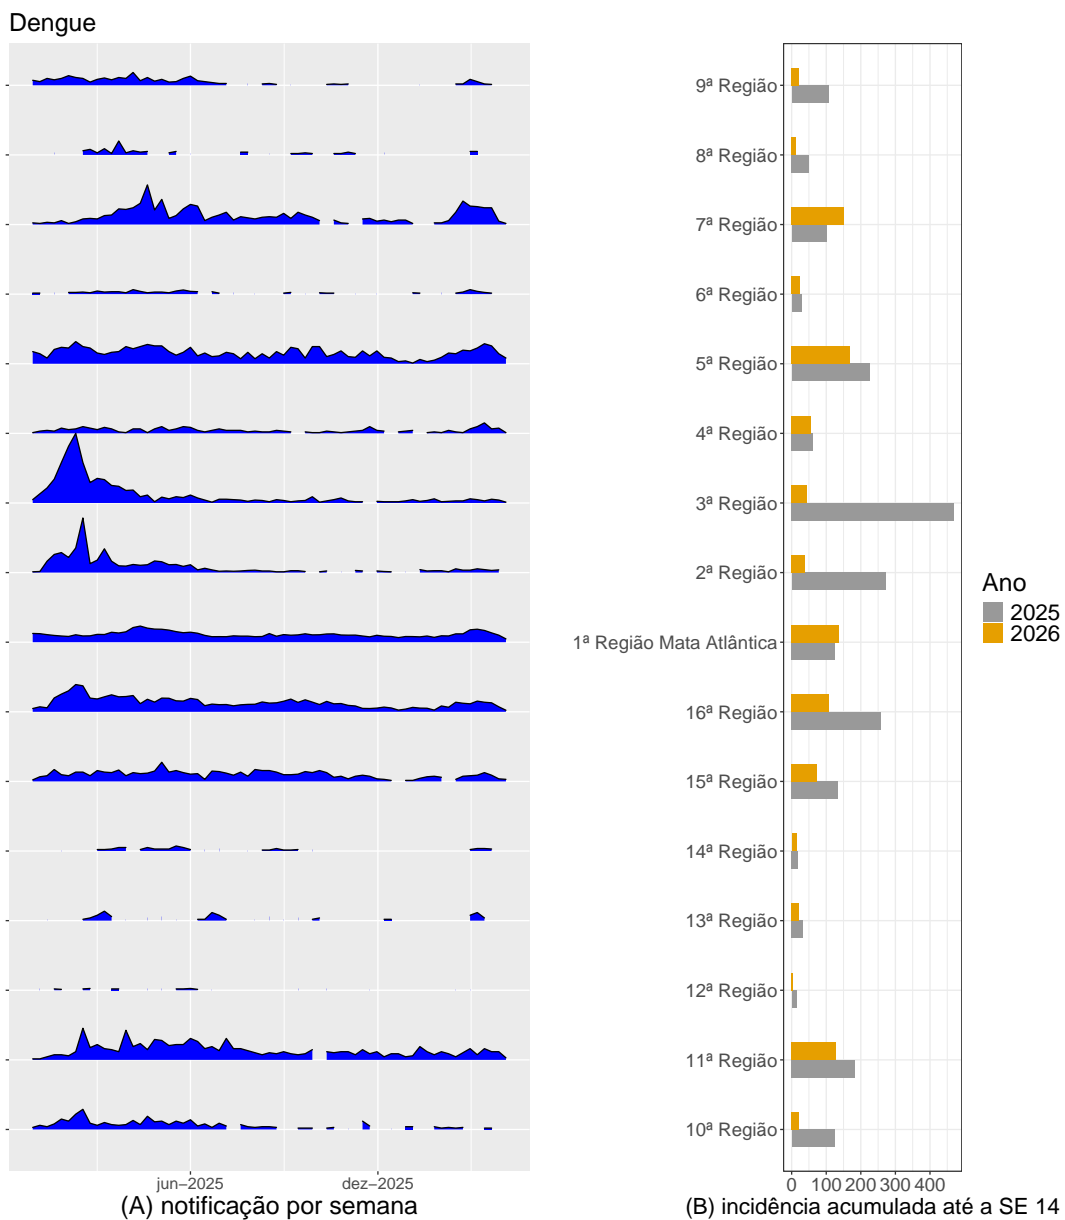 Dengue
9ª Região
8ª Região
7ª Região
6ª Região
5ª Região
4ª Região
3ª Região
2ª Região
1ª Região Mata Atlântica
16ª Região
15ª Região
14ª Região
13ª Região
12ª Região
11ª Região
10ª Região
Ano
2025
2026
jun−2025 dez−2025
0 100 200 300 400
(A) notificação por semana
(B) incidência acumulada até a SE 14